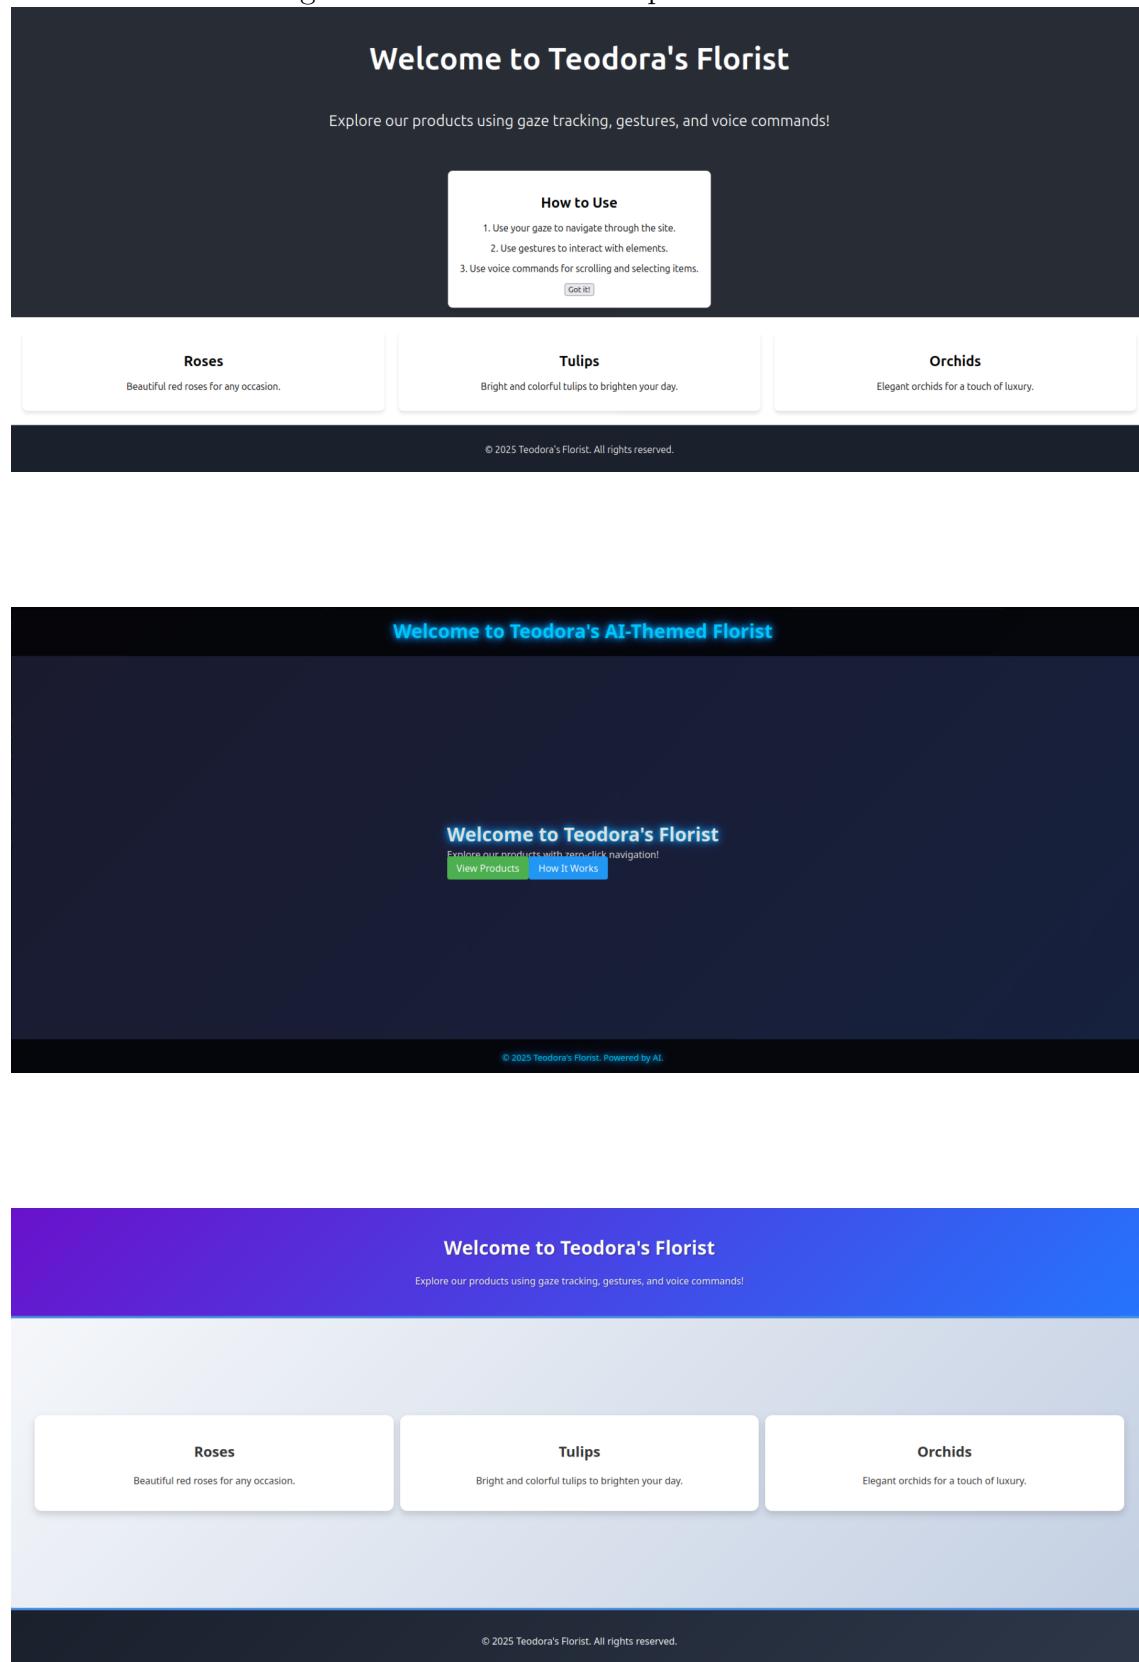 Welcome to Teodora's Florist
Explore our products using gaze tracking, gestures, and voice commands!
How to Use
1. Use your gaze to navigate through the site.
2. Use gestures to interact with elements.
3. Use voice commands for scrolling and selecting items.
Got it!
Roses
Beautiful red roses for any occasion.
Tulips
Bright and colorful tulips to brighten your day.
Orchids
Elegant orchids for a touch of luxury.
© 2025 Teodora's Florist. All rights reserved.
Welcome to Teodora's AI-Themed Florist
Welcome to Teodora's Florist
Explore our products with zero-click navigation!
View Products
How It Works
© 2025 Teodora's Florist. Powered by AI.
Welcome to Teodora's Florist
Explore our products using gaze tracking, gestures, and voice commands!
Roses
Beautiful red roses for any occasion.
Tulips
Bright and colorful tulips to brighten your day.
Orchids
Elegant orchids for a touch of luxury.
© 2025 Teodora's Florist. All rights reserved.